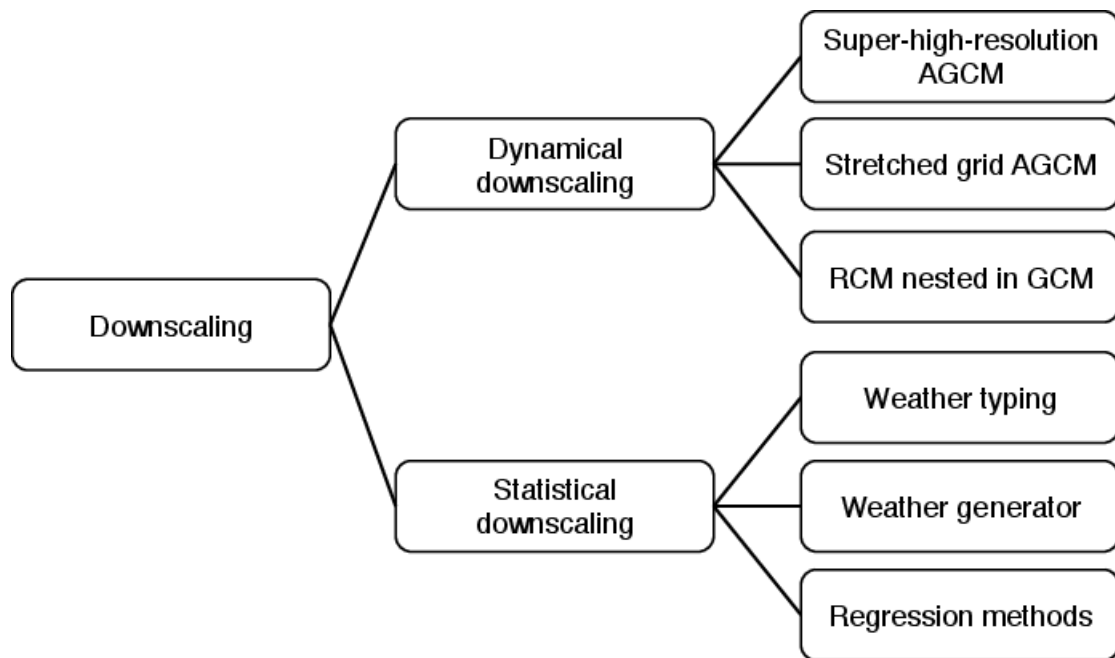 Super-high-resolution
AGCM
Dynamical
downscaling
Stretched grid AGCM
RCM nested in GCM
Downscaling
Weather typing
Statistical
downscaling
Weather generator
Regression methods